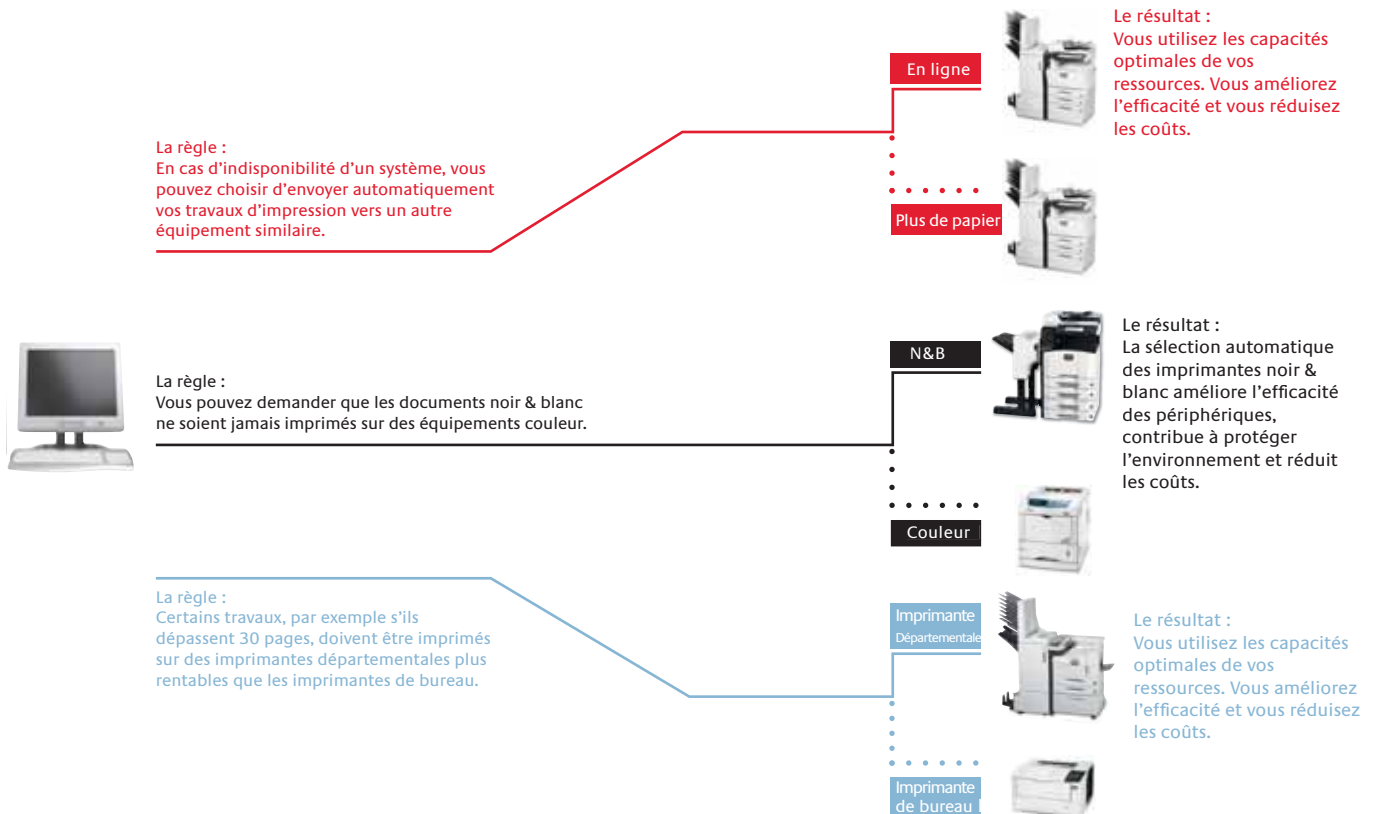 Le résultat :
Vous utilisez les capacités
optimales de vos
ressources. Vous améliorez
l’efficacité et vous réduisez
les coûts.
En ligne
La règle :
En cas d’indisponibilité d’un système, vous
pouvez choisir d’envoyer automatiquement
vos travaux d’impression vers un autre
équipement similaire.
Plus de papier
N&B
Le résultat :
La sélection automatique
des imprimantes noir &
blanc améliore l’efficacité
des périphériques,
contribue à protéger
l’environnement et réduit
les coûts.
La règle :
Vous pouvez demander que les documents noir & blanc
ne soient jamais imprimés sur des équipements couleur.
Couleur
La règle :
Certains travaux, par exemple s’ils
dépassent 30 pages, doivent être imprimés
sur des imprimantes départementales plus
rentables que les imprimantes de bureau.
Imprimante
Départementale
Le résultat :
Vous utilisez les capacités
optimales de vos
ressources. Vous améliorez
l’efficacité et vous réduisez
les coûts.
Imprimante
de bureau